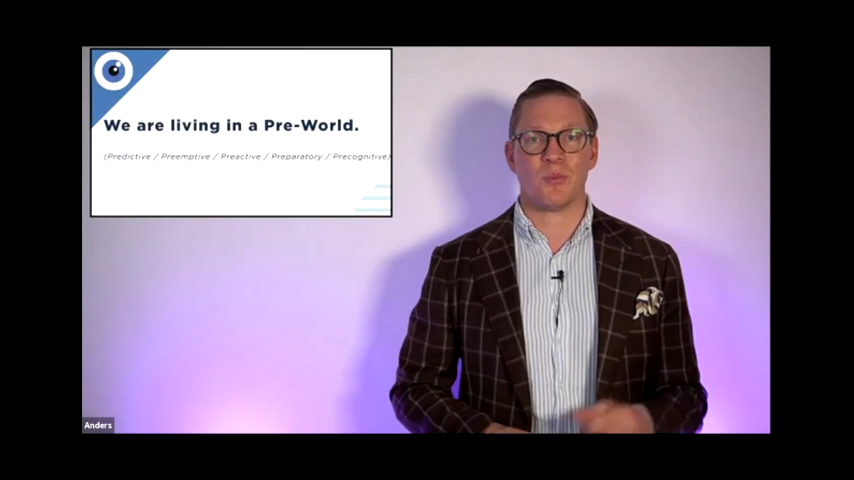 We are living in a Pre-World.
(Predictive / Preemptive / Preactive / Preparatory / Precognitive)
Anders